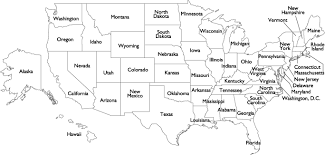 Washington
Montana
North
Dakota
Minnesota
New
Hampshire
Vermont
Maine
Oregon
Idaho
Wyoming
South
Dakota
Wisconsin
Michigan
New
York
Rhode
Island
Nevada
Utah
Colorado
Nebraska
Iowa
Illinois
Indiana
Ohio
Pennsylvania
Connecticut
Massachusetts
New Jersey
Delaware
Maryland
Washington, D.C.
Alaska
California
Arizona
New
Mexico
Kansas
Missouri
Kentucky
West
Virginia
Virginia
Oklahoma
Arkansas
Tennessee
North
Carolina
South
Carolina
Texas
Louisiana
Mississippi
Alabama
Georgia
Florida
Hawaii